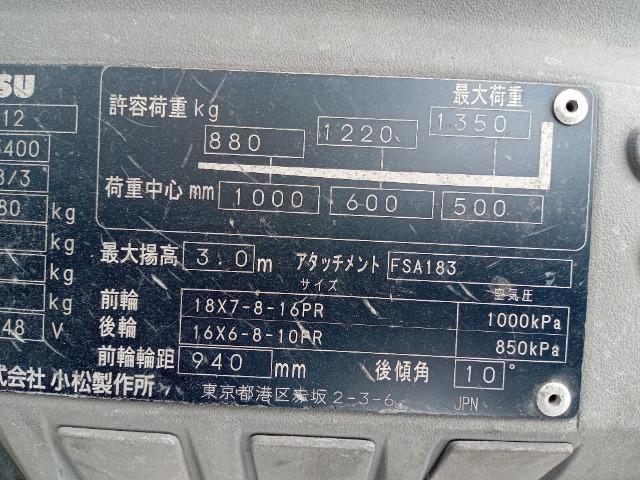 SU
12
許容荷重 kg
最大荷重
880
1220
1350
400
3/3
80 kg
kg
kg
kg
48 V
荷重中心 mm
1000
600
500
最大揚高 3.0 m
アタッチメント FSA183
サイズ
空気圧
前輪 18X7-8-16PR 1000kPa
後輪 16X6-8-10PR 850kPa
前輪輪距 940 mm
後傾角 10°
式会社 小松製作所
東京都港区赤坂 2-3-6
JPN